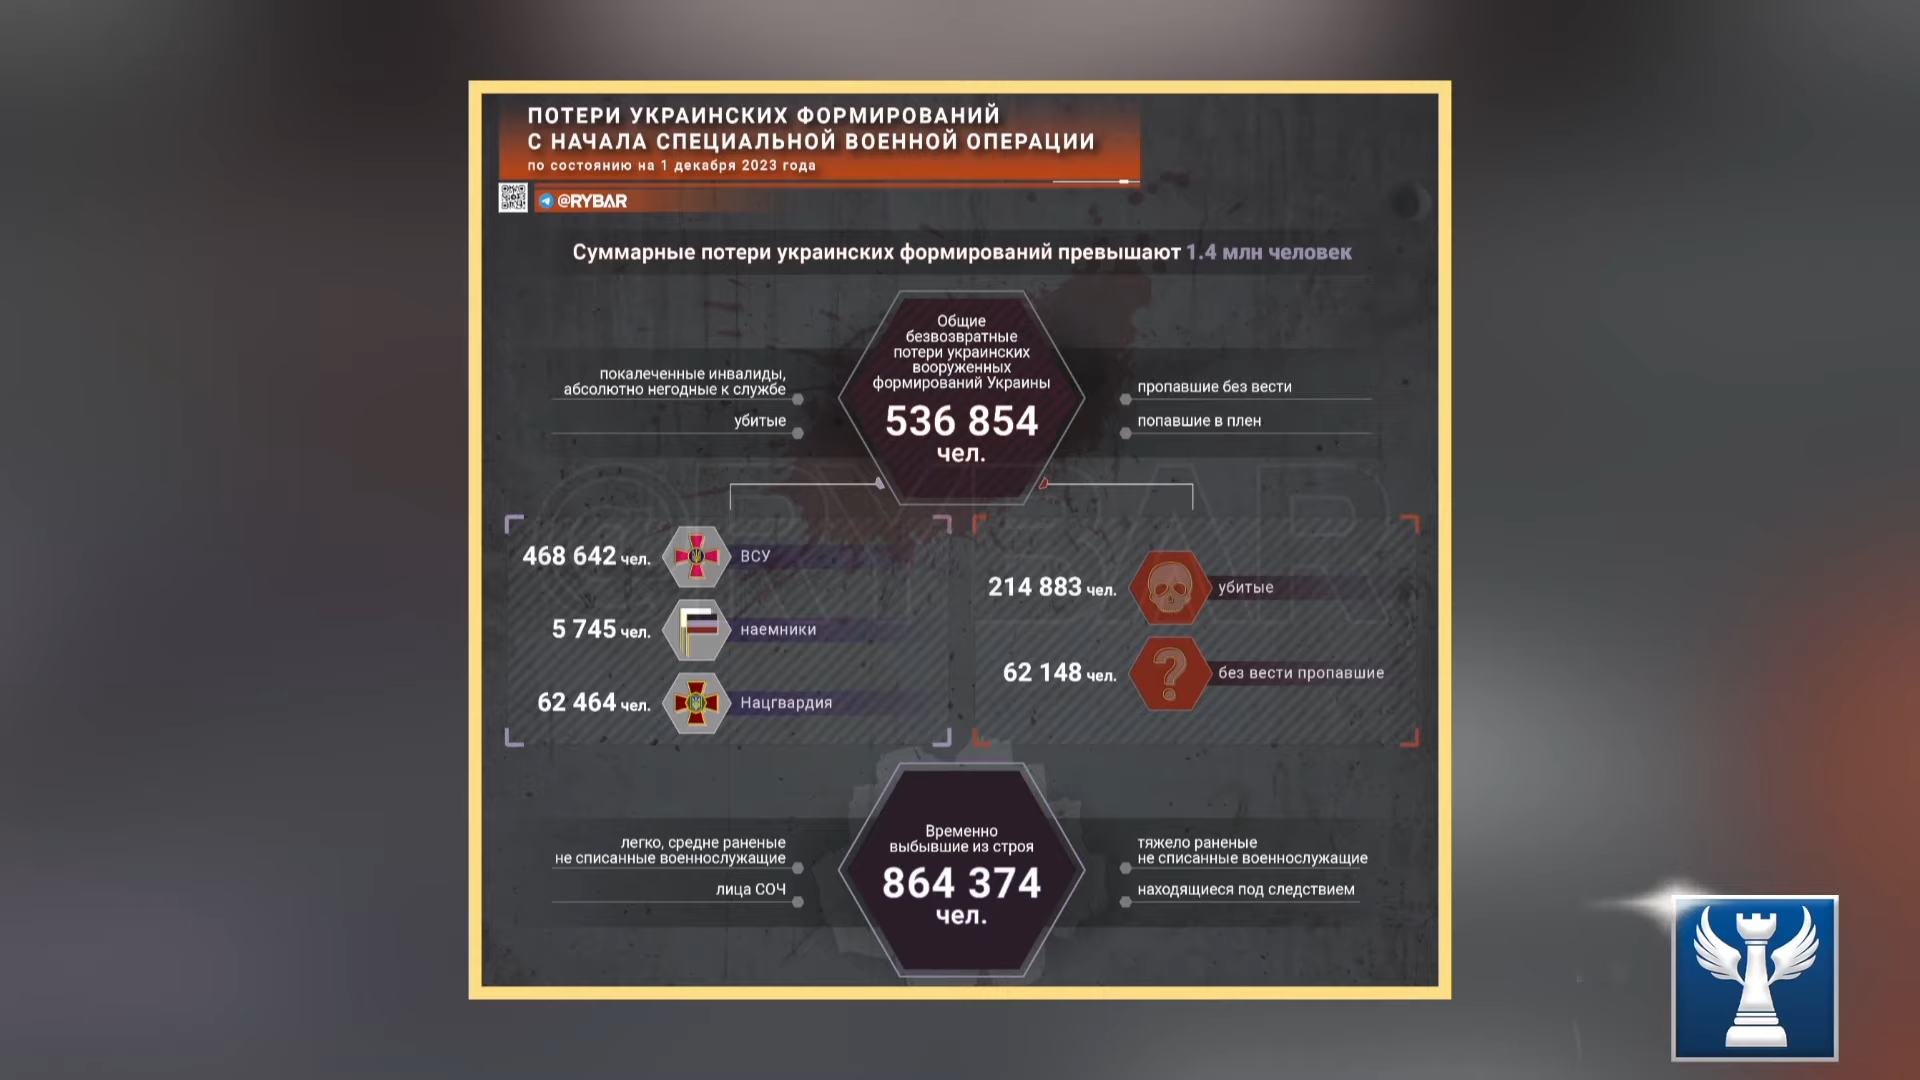 ПОТЕРИ УКРАИНСКИХ ФОРМИРОВАНИЙ
С НАЧАЛА СПЕЦИАЛЬНОЙ ВОЕННОЙ ОПЕРАЦИИ
по состоянию на 1 декабря 2023 года
@RYBAR
Суммарные потери украинских формирований превышают 1.4 млн человек
Общие
безвозвратные
потери украинских
вооруженных
формирований Украины
536 854
чел.
покалеченные инвалиды,
абсолютно негодные к службе
убитые
пропавшие без вести
попавшие в плен
@RYBAR
468 642 чел. ВСУ
5 745 чел. наемники
62 464 чел. Нацгвардия
214 883 чел. убитые
62 148 чел. без вести пропавшие
Временно
выбывшие из строя
864 374
чел.
легко, средне раненые
не списанные военнослужащие
лица СОЧ
тяжело раненые
не списанные военнослужащие
находящиеся под следствием